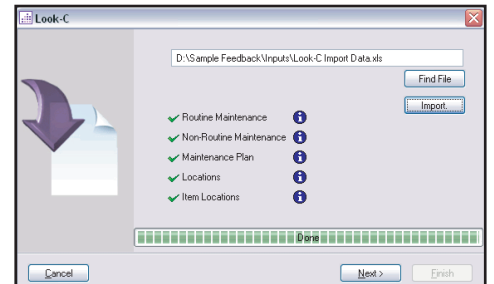 Look-C
D:\Sample Feedback\Inputs\Look-C Import Data.xls
Find File
Import.
Routine Maintenance
Non-Routine Maintenance
Maintenance Plan
Locations
Item Locations
Done
Cancel
Next >
Finish